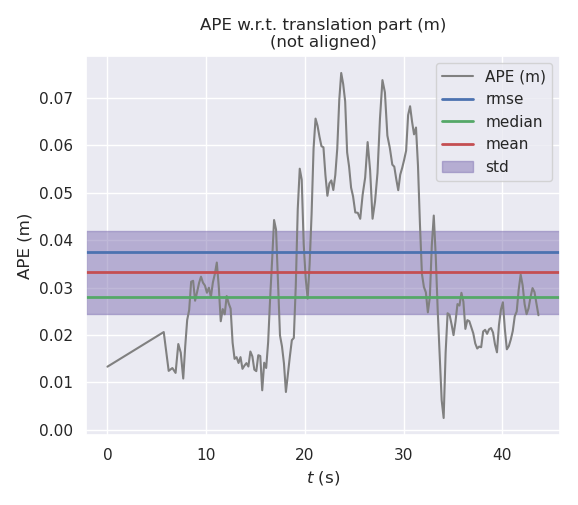 APE w.r.t. translation part (m)
(not aligned)
APE (m)
rmse
median
mean
std
APE (m)
0.07
0.06
0.05
0.04
0.03
0.02
0.01
0.00
0
10
20
30
40
t (s)